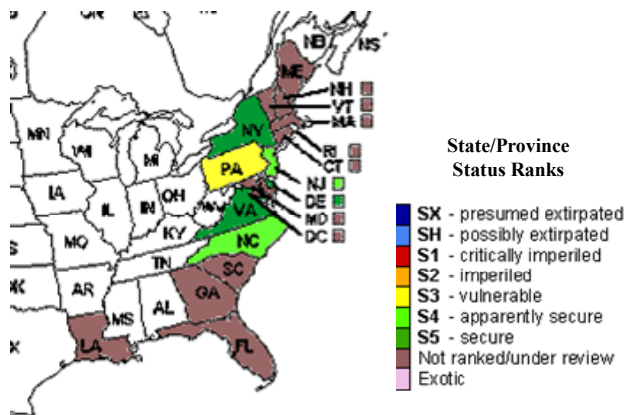 ON
NB
NS
ME
NH
VT
MA
MN
WI
MI
NY
RI
CT
PA
NJ
IA
IL
IN
OH
DE
WV
VA
MD
DC
MO
KY
NC
TN
SC
AR
MS
AL
GA
LA
FL
State/Province
Status Ranks
SX - presumed extirpated
SH - possibly extirpated
S1 - critically imperiled
S2 - imperiled
S3 - vulnerable
S4 - apparently secure
S5 - secure
Not ranked/under review
Exotic